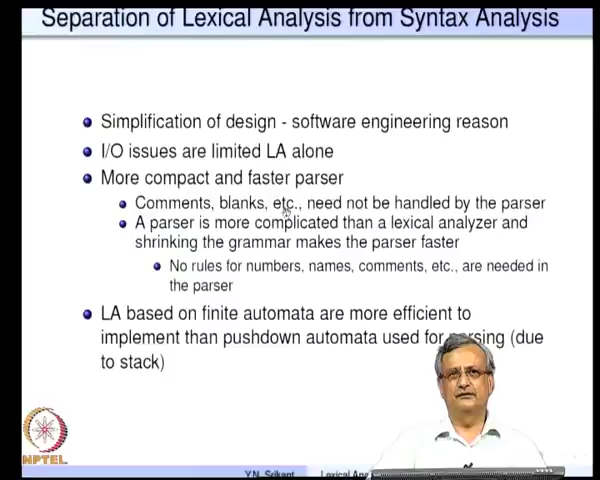 Separation of Lexical Analysis from Syntax Analysis
Simplification of design - software engineering reason
I/O issues are limited LA alone
More compact and faster parser
Comments, blanks, etc., need not be handled by the parser
A parser is more complicated than a lexical analyzer and
shrinking the grammar makes the parser faster
No rules for numbers, names, comments, etc., are needed in
the parser
LA based on finite automata are more efficient to
implement than pushdown automata used for parsing (due
to stack)
NPTEL
Y.N. Srikant Lexical